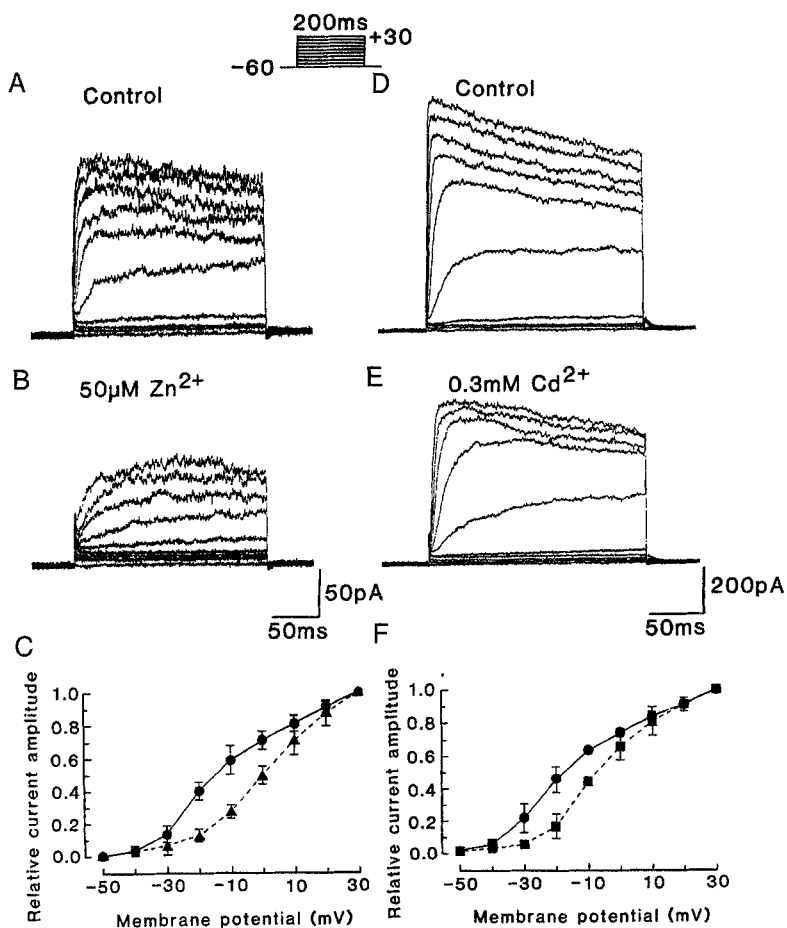 200ms
+30
-60
A
Control
D
Control
B
50µM Zn2+
E
0.3mM Cd2+
50pA
50ms
200pA
50ms
C
Relative current amplitude
1.0
0.8
0.6
0.4
0.2
0.0
-50
-30
-10
10
30
Membrane potential (mV)
F
Relative current amplitude
1.0
0.8
0.6
0.4
0.2
0.0
-50
-30
-10
10
30
Membrane potential (mV)